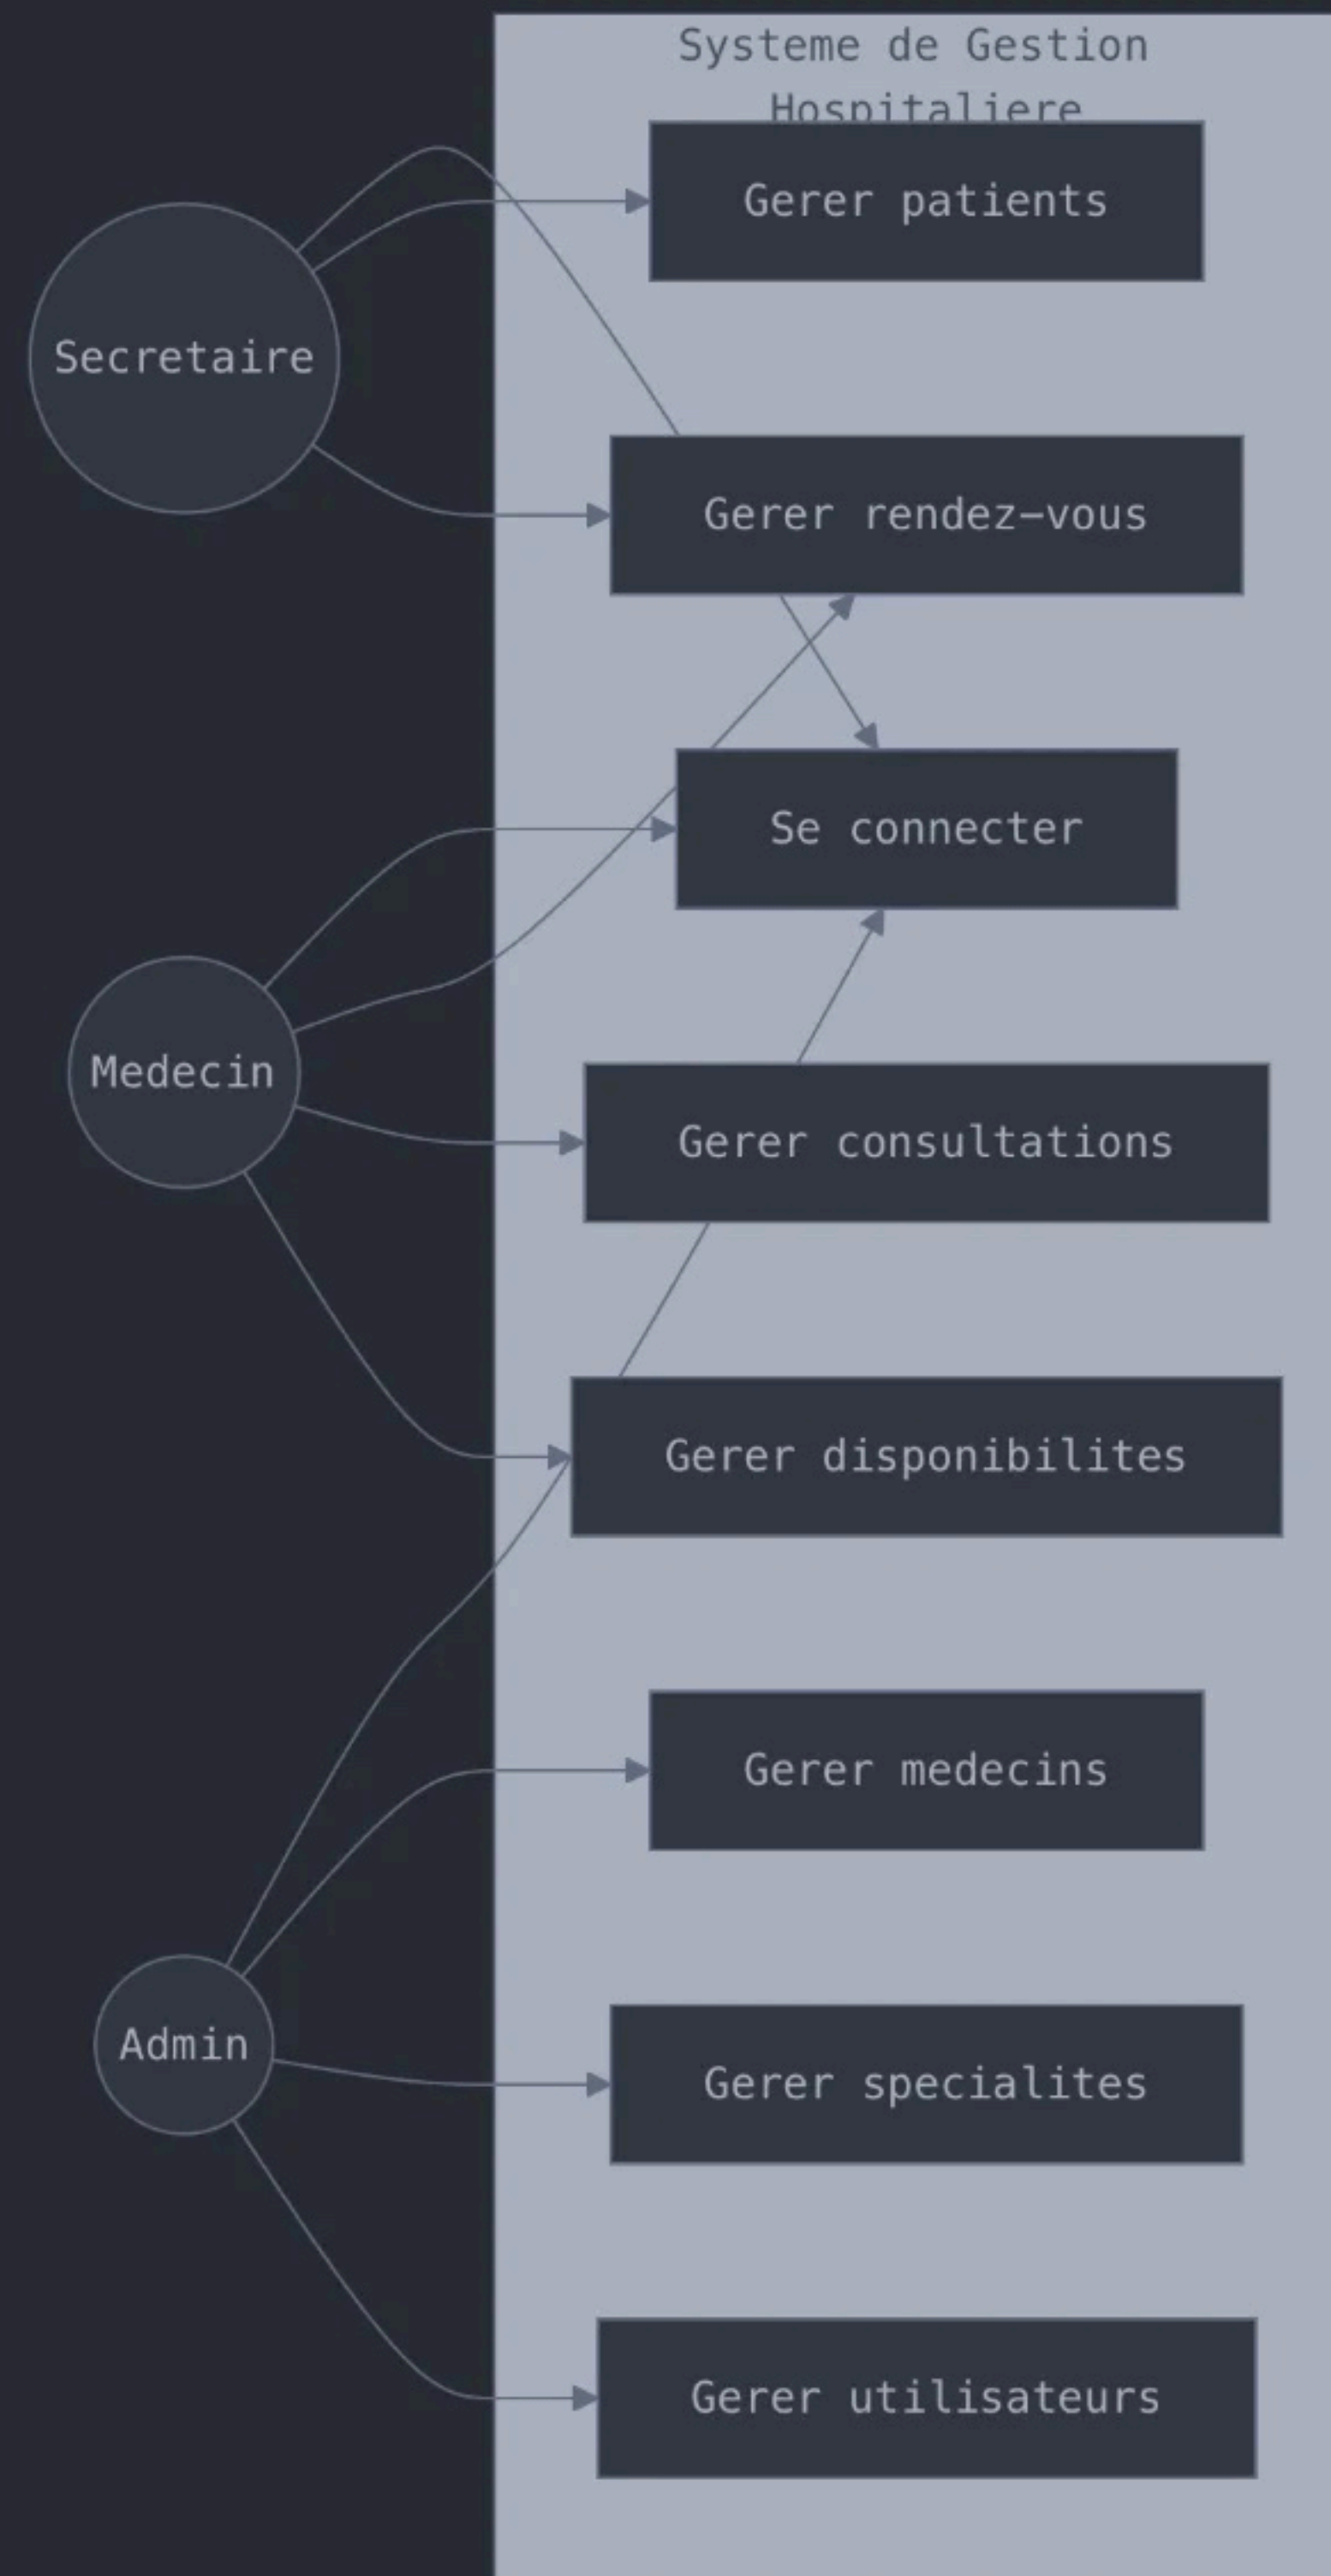 Systeme de Gestion
Hospitaliere
Gerer patients
Secretaire
Gerer rendez-vous
Se connecter
Medecin
Gerer consultations
Gerer disponibilites
Gerer medecins
Admin
Gerer specialites
Gerer utilisateurs